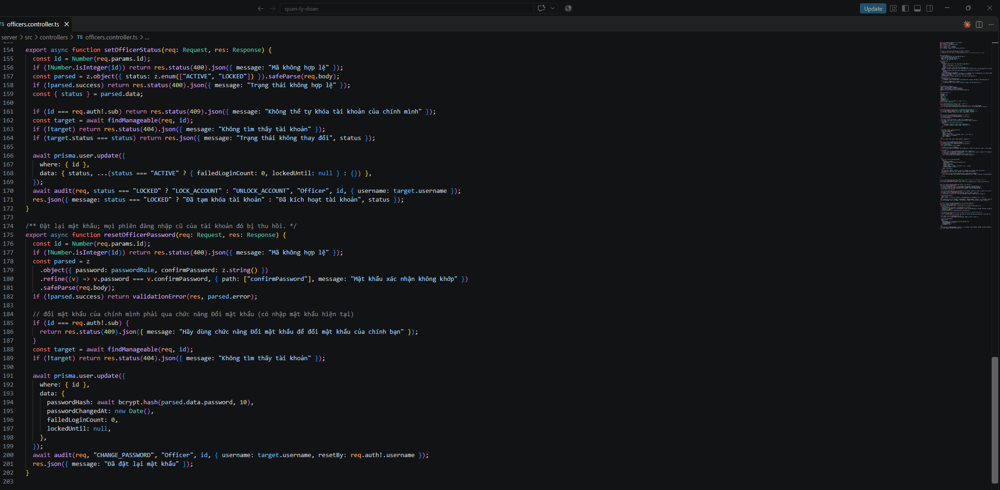 quan-ly-doan
Update
TS officers.controller.ts
server > src > controllers > TS officers.controller.ts > ...
154 export async function setOfficerStatus(req: Request, res: Response) {
155 const id = Number(req.params.id);
156 if (!Number.isInteger(id)) return res.status(400).json({ message: "Mã không hợp lệ" });
157 const parsed = z.object({ status: z.enum(["ACTIVE", "LOCKED"]) }).safeParse(req.body);
158 if (!parsed.success) return res.status(400).json({ message: "Trạng thái không hợp lệ" });
159 const { status } = parsed.data;
160
161 if (id === req.auth!.sub) return res.status(409).json({ message: "Không thể tự khóa tài khoản của chính mình" });
162 const target = await findManageable(req, id);
163 if (!target) return res.status(404).json({ message: "Không tìm thấy tài khoản" });
164 if (target.status === status) return res.json({ message: "Trạng thái không thay đổi", status });
165
166 await prisma.user.update({
167 where: { id },
168 data: { status, ...(status === "ACTIVE" ? { failedLoginCount: 0, lockedUntil: null } : {}) },
169 });
170 await audit(req, status === "LOCKED" ? "LOCK_ACCOUNT" : "UNLOCK_ACCOUNT", "Officer", id, { username: target.username });
171 res.json({ message: status === "LOCKED" ? "Đã tạm khóa tài khoản" : "Đã kích hoạt tài khoản", status });
172 }
173
174 /** Đặt lại mật khẩu; mọi phiên đăng nhập cũ của tài khoản đó bị thu hồi. */
175 export async function resetOfficerPassword(req: Request, res: Response) {
176 const id = Number(req.params.id);
177 if (!Number.isInteger(id)) return res.status(400).json({ message: "Mã không hợp lệ" });
178 const parsed = z
179 .object({ password: passwordRule, confirmPassword: z.string() })
180 .refine((v) => v.password === v.confirmPassword, { path: ["confirmPassword"], message: "Mật khẩu xác nhận không khớp" })
181 .safeParse(req.body);
182 if (!parsed.success) return validationError(res, parsed.error);
183
184 // đổi mật khẩu của chính mình phải qua chức năng Đổi mật khẩu (có nhập mật khẩu hiện tại)
185 if (id === req.auth!.sub) {
186 return res.status(409).json({ message: "Hãy dùng chức năng Đổi mật khẩu để đổi mật khẩu của chính bạn" });
187 }
188 const target = await findManageable(req, id);
189 if (!target) return res.status(404).json({ message: "Không tìm thấy tài khoản" });
190
191 await prisma.user.update({
192 where: { id },
193 data: {
194 passwordHash: await bcrypt.hash(parsed.data.password, 10),
195 passwordChangedAt: new Date(),
196 failedLoginCount: 0,
197 lockedUntil: null,
198 },
199 });
200 await audit(req, "CHANGE_PASSWORD", "Officer", id, { username: target.username, resetBy: req.auth!.username });
201 res.json({ message: "Đã đặt lại mật khẩu" });
202 }
203